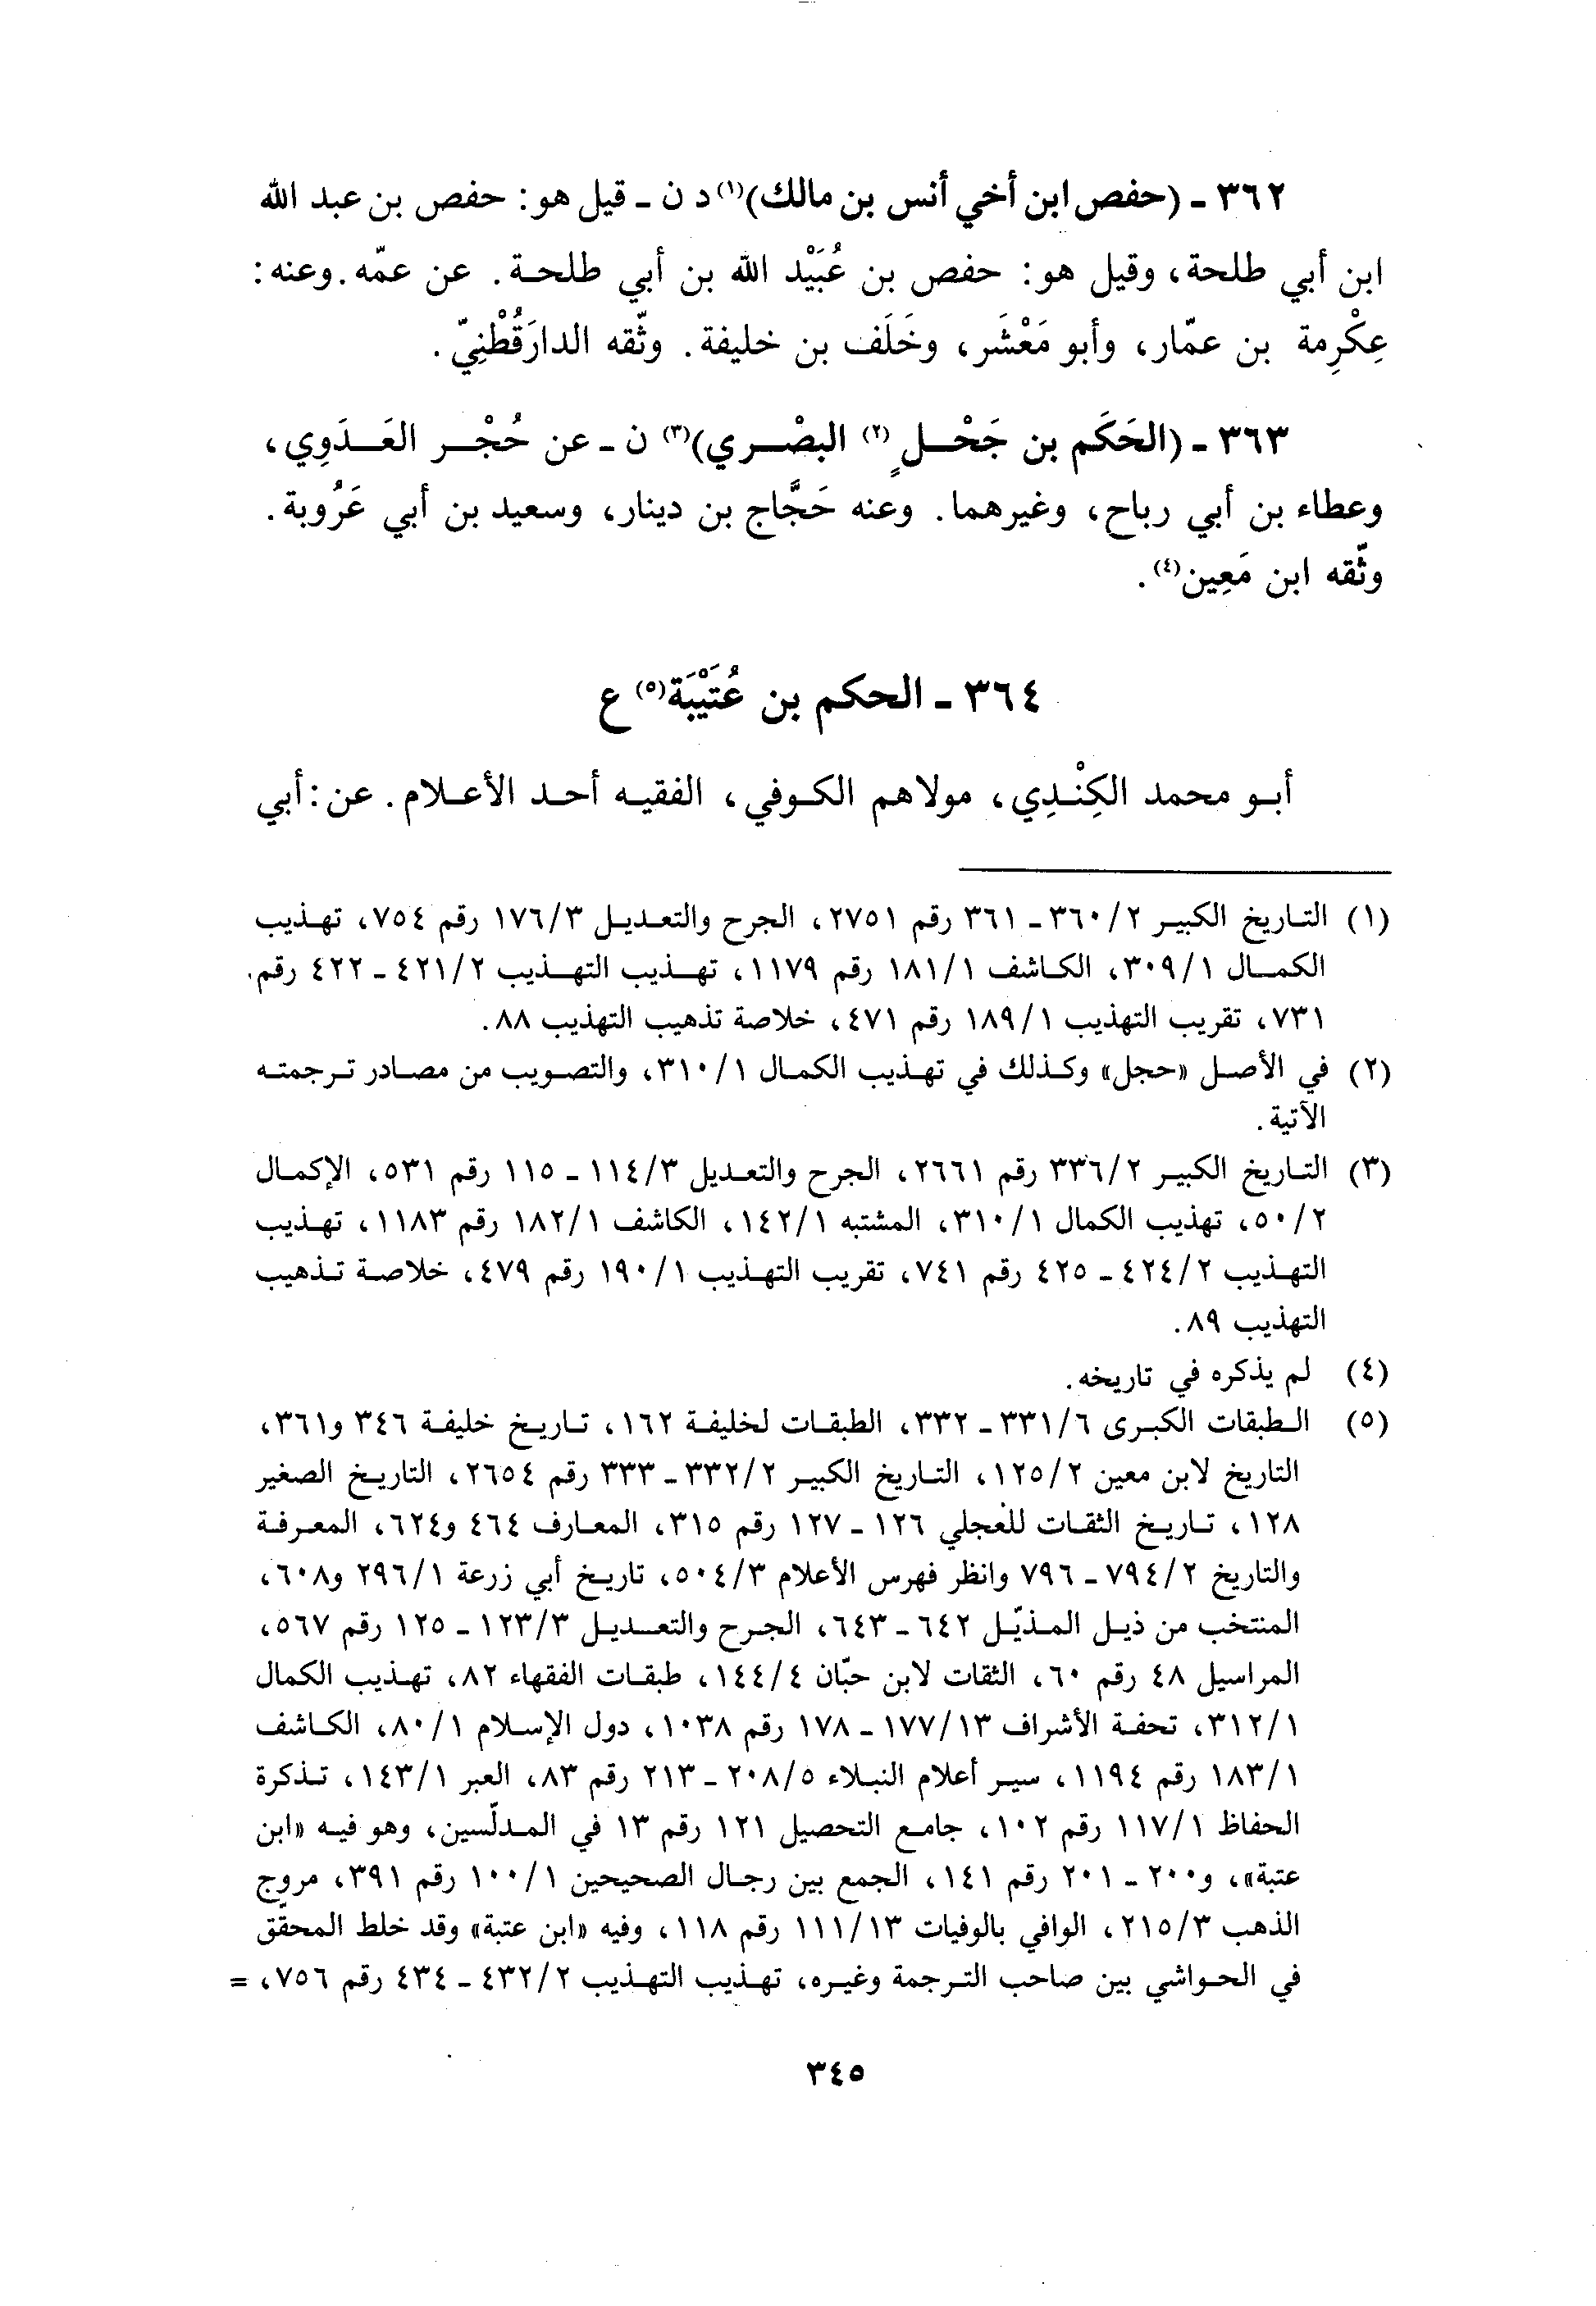 ٣٦٢ ـ (حفص ابن أخي أنس بن مالك)(١) د ن ـ قيل هو: حفص بن عبد الله
ابن أبي طلحة، وقيل هو: حفص بن عُبَيْد الله بن أبي طلحة. عن عمّه. وعنه:
عِكْرِمة بن عمّار، وأبو مَعْشَر، وخَلَف بن خليفة. وثّقه الدارَقُطْنِيّ.
٣٦٣ ـ (الحَكَم بن جَحْلٍ(٢) البصْري)(٣) ن ـ عن حُجْر العَدَوِي،
وعطاء بن أبي رباح، وغيرهما. وعنه حَجَّاج بن دينار، وسعيد بن أبي عَرُوبة.
وثّقه ابن مَعِين(٤).
٣٦٤ ـ الحكم بن عُتَيْبَة(٥) ع
أبو محمد الكِنْدِي، مولاهم الكوفي، الفقيه أحد الأعلام. عن: أبي
(١) التاريخ الكبير ٢/ ٣٦٠ ـ ٣٦١ رقم ٢٧٥١، الجرح والتعديل ٣/ ١٧٦ رقم ٧٥٤، تهذيب
الكمال ١/ ٣٠٩، الكاشف ١/ ١٨١ رقم ١١٧٩، تهذيب التهذيب ٢/ ٤٢١ ـ ٤٢٢ رقم
٧٣١، تقريب التهذيب ١/ ١٨٩ رقم ٤٧١، خلاصة تذهيب التهذيب ٨٨.
(٢) في الأصل «حجل» وكذلك في تهذيب الكمال ١/ ٣١٠، والتصويب من مصادر ترجمته
الآتية.
(٣) التاريخ الكبير ٢/ ٣٣٦ رقم ٢٦٦١، الجرح والتعديل ٣/ ١١٤ ـ ١١٥ رقم ٥٣١، الإكمال
٢/ ٥٠، تهذيب الكمال ١/ ٣١٠، المشتبه ١/ ١٤٢، الكاشف ١/ ١٨٢ رقم ١١٨٣، تهذيب
التهذيب ٢/ ٤٢٤ ـ ٤٢٥ رقم ٧٤١، تقريب التهذيب ١/ ١٩٠ رقم ٤٧٩، خلاصة تذهيب
التهذيب ٨٩.
(٤) لم يذكره في تاريخه.
(٥) الطبقات الكبرى ٦/ ٣٣١ ـ ٣٣٢، الطبقات لخليفة ١٦٢، تاريخ خليفة ٣٤٦ و٣٦١،
التاريخ لابن معين ٢/ ١٢٥، التاريخ الكبير ٢/ ٣٣٢ ـ ٣٣٣ رقم ٢٦٥٤، التاريخ الصغير
١٢٨، تاريخ الثقات للعجلي ١٢٦ ـ ١٢٧ رقم ٣١٥، المعارف ٤٦٤ و٦٢٤، المعرفة
والتاريخ ٢/ ٧٩٤ ـ ٧٩٦ وانظر فهرس الأعلام ٣/ ٥٠٤، تاريخ أبي زرعة ١/ ٢٩٦ و٦٠٨،
المنتخب من ذيل المذيّل ٦٤٢ ـ ٦٤٣، الجرح والتعديل ٣/ ١٢٣ ـ ١٢٥ رقم ٥٦٧،
المراسيل ٤٨ رقم ٦٠، الثقات لابن حبّان ٤/ ١٤٤، طبقات الفقهاء ٨٢، تهذيب الكمال
١/ ٣١٢، تحفة الأشراف ١٣/ ١٧٧ ـ ١٧٨ رقم ١٠٣٨، دول الإسلام ١/ ٨٠، الكاشف
١/ ١٨٣ رقم ١١٩٤، سير أعلام النبلاء ٥/ ٢٠٨ ـ ٢١٣ رقم ٨٣، العبر ١/ ١٤٣، تذكرة
الحفاظ ١/ ١١٧ رقم ١٠٢، جامع التحصيل ١٢١ رقم ١٣ في المدلّسين، وهو فيه «ابن
عتبة»، و٢٠٠ ـ ٢٠١ رقم ١٤١، الجمع بين رجال الصحيحين ١/ ١٠٠ رقم ٣٩١، مروج
الذهب ٣/ ٢١٥، الوافي بالوفيات ١٣/ ١١١ رقم ١١٨، وفيه «ابن عتبة» وقد خلط المحقّق
في الحواشي بين صاحب الترجمة وغيره، تهذيب التهذيب ٢/ ٤٣٢ ـ ٤٣٤ رقم ٧٥٦، =
٣٤٥